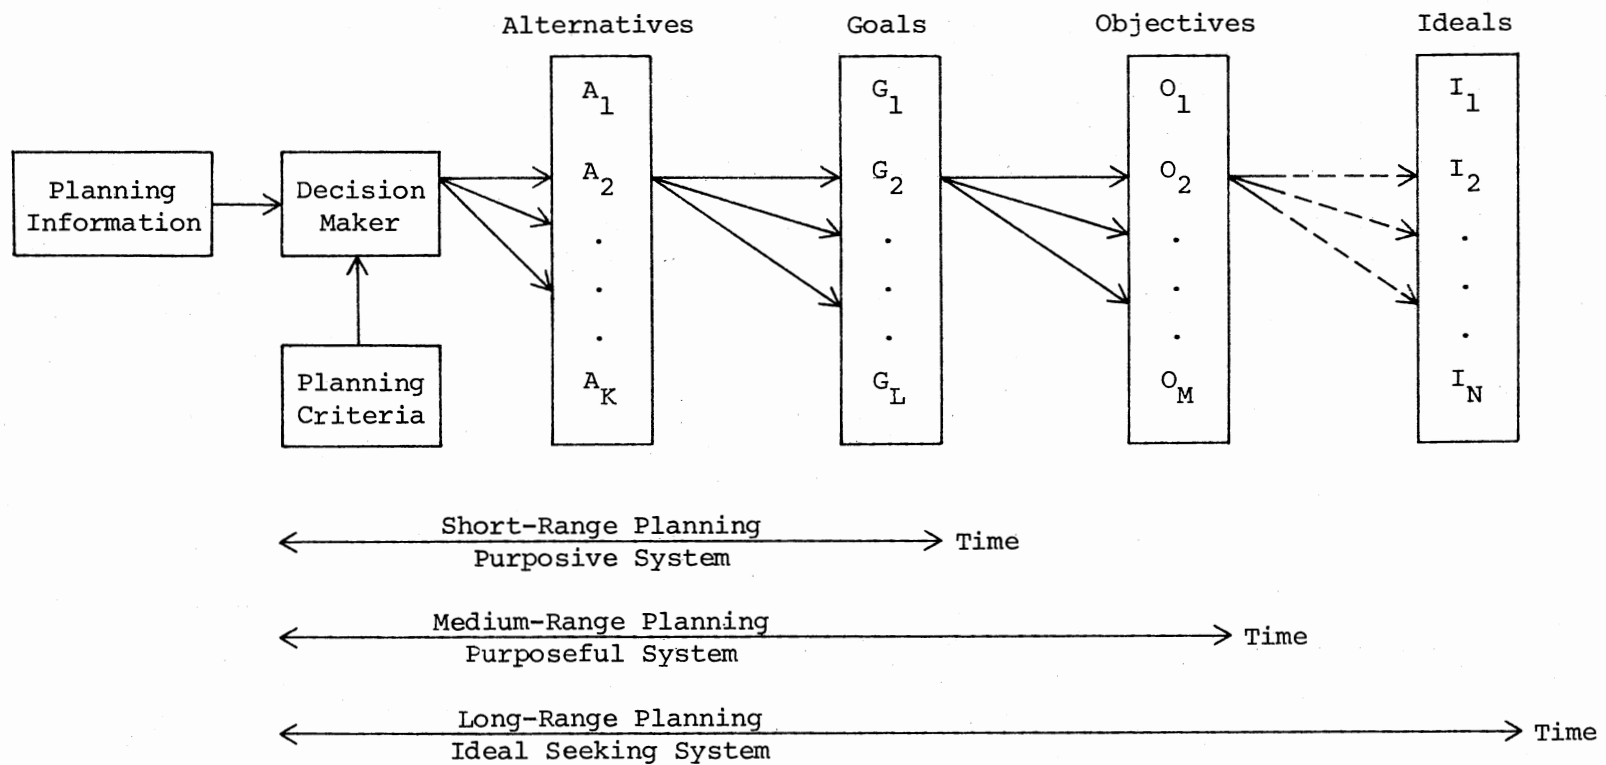 Alternatives Goals Objectives Ideals
A1 G1 O1 I1
Planning Information
Decision Maker
A2 G2 O2 I2
. . . .
. . . .
. . . .
Planning Criteria
AK GL OM IN
Short-Range Planning
Purposive System
Time
Medium-Range Planning
Purposeful System
Time
Long-Range Planning
Ideal Seeking System
Time